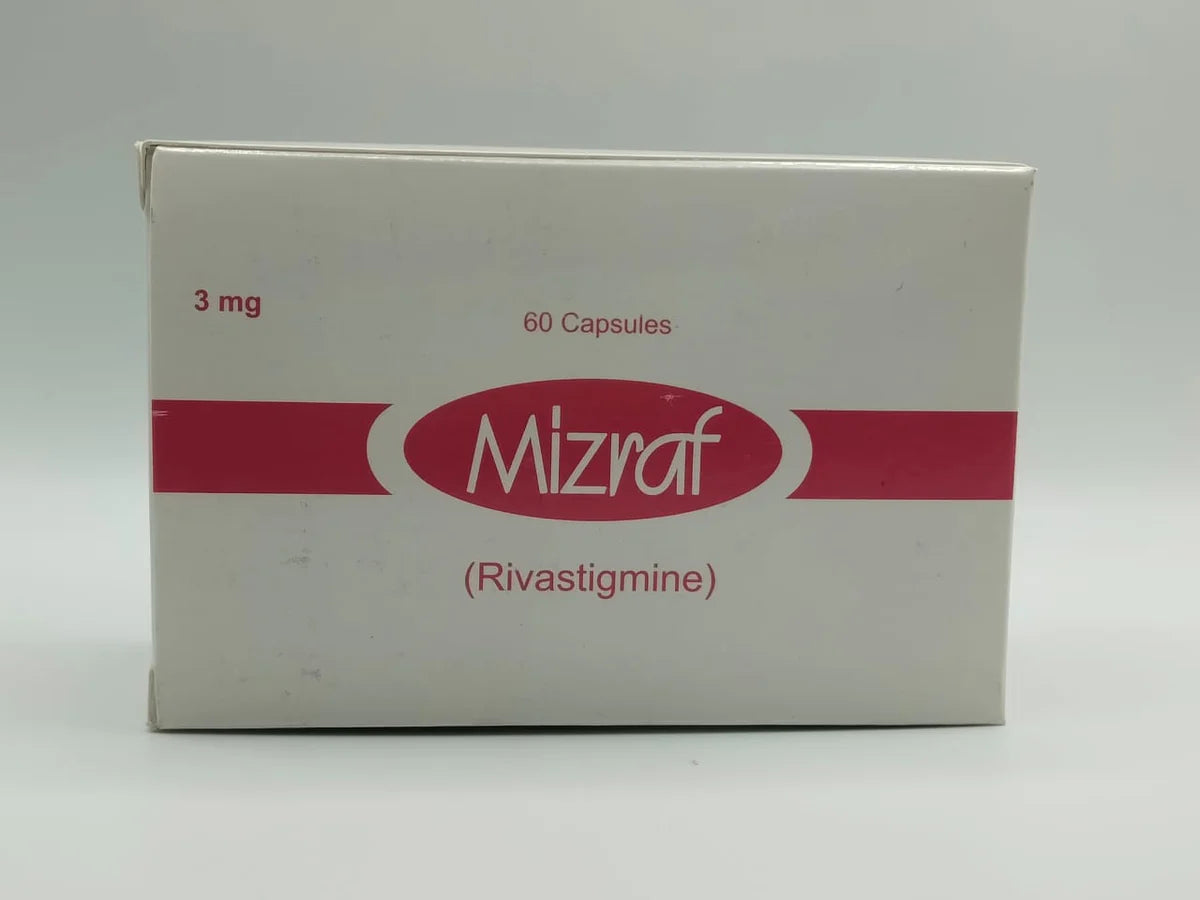 3 mg
60 Capsules
Mizraf
(Rivastigmine)